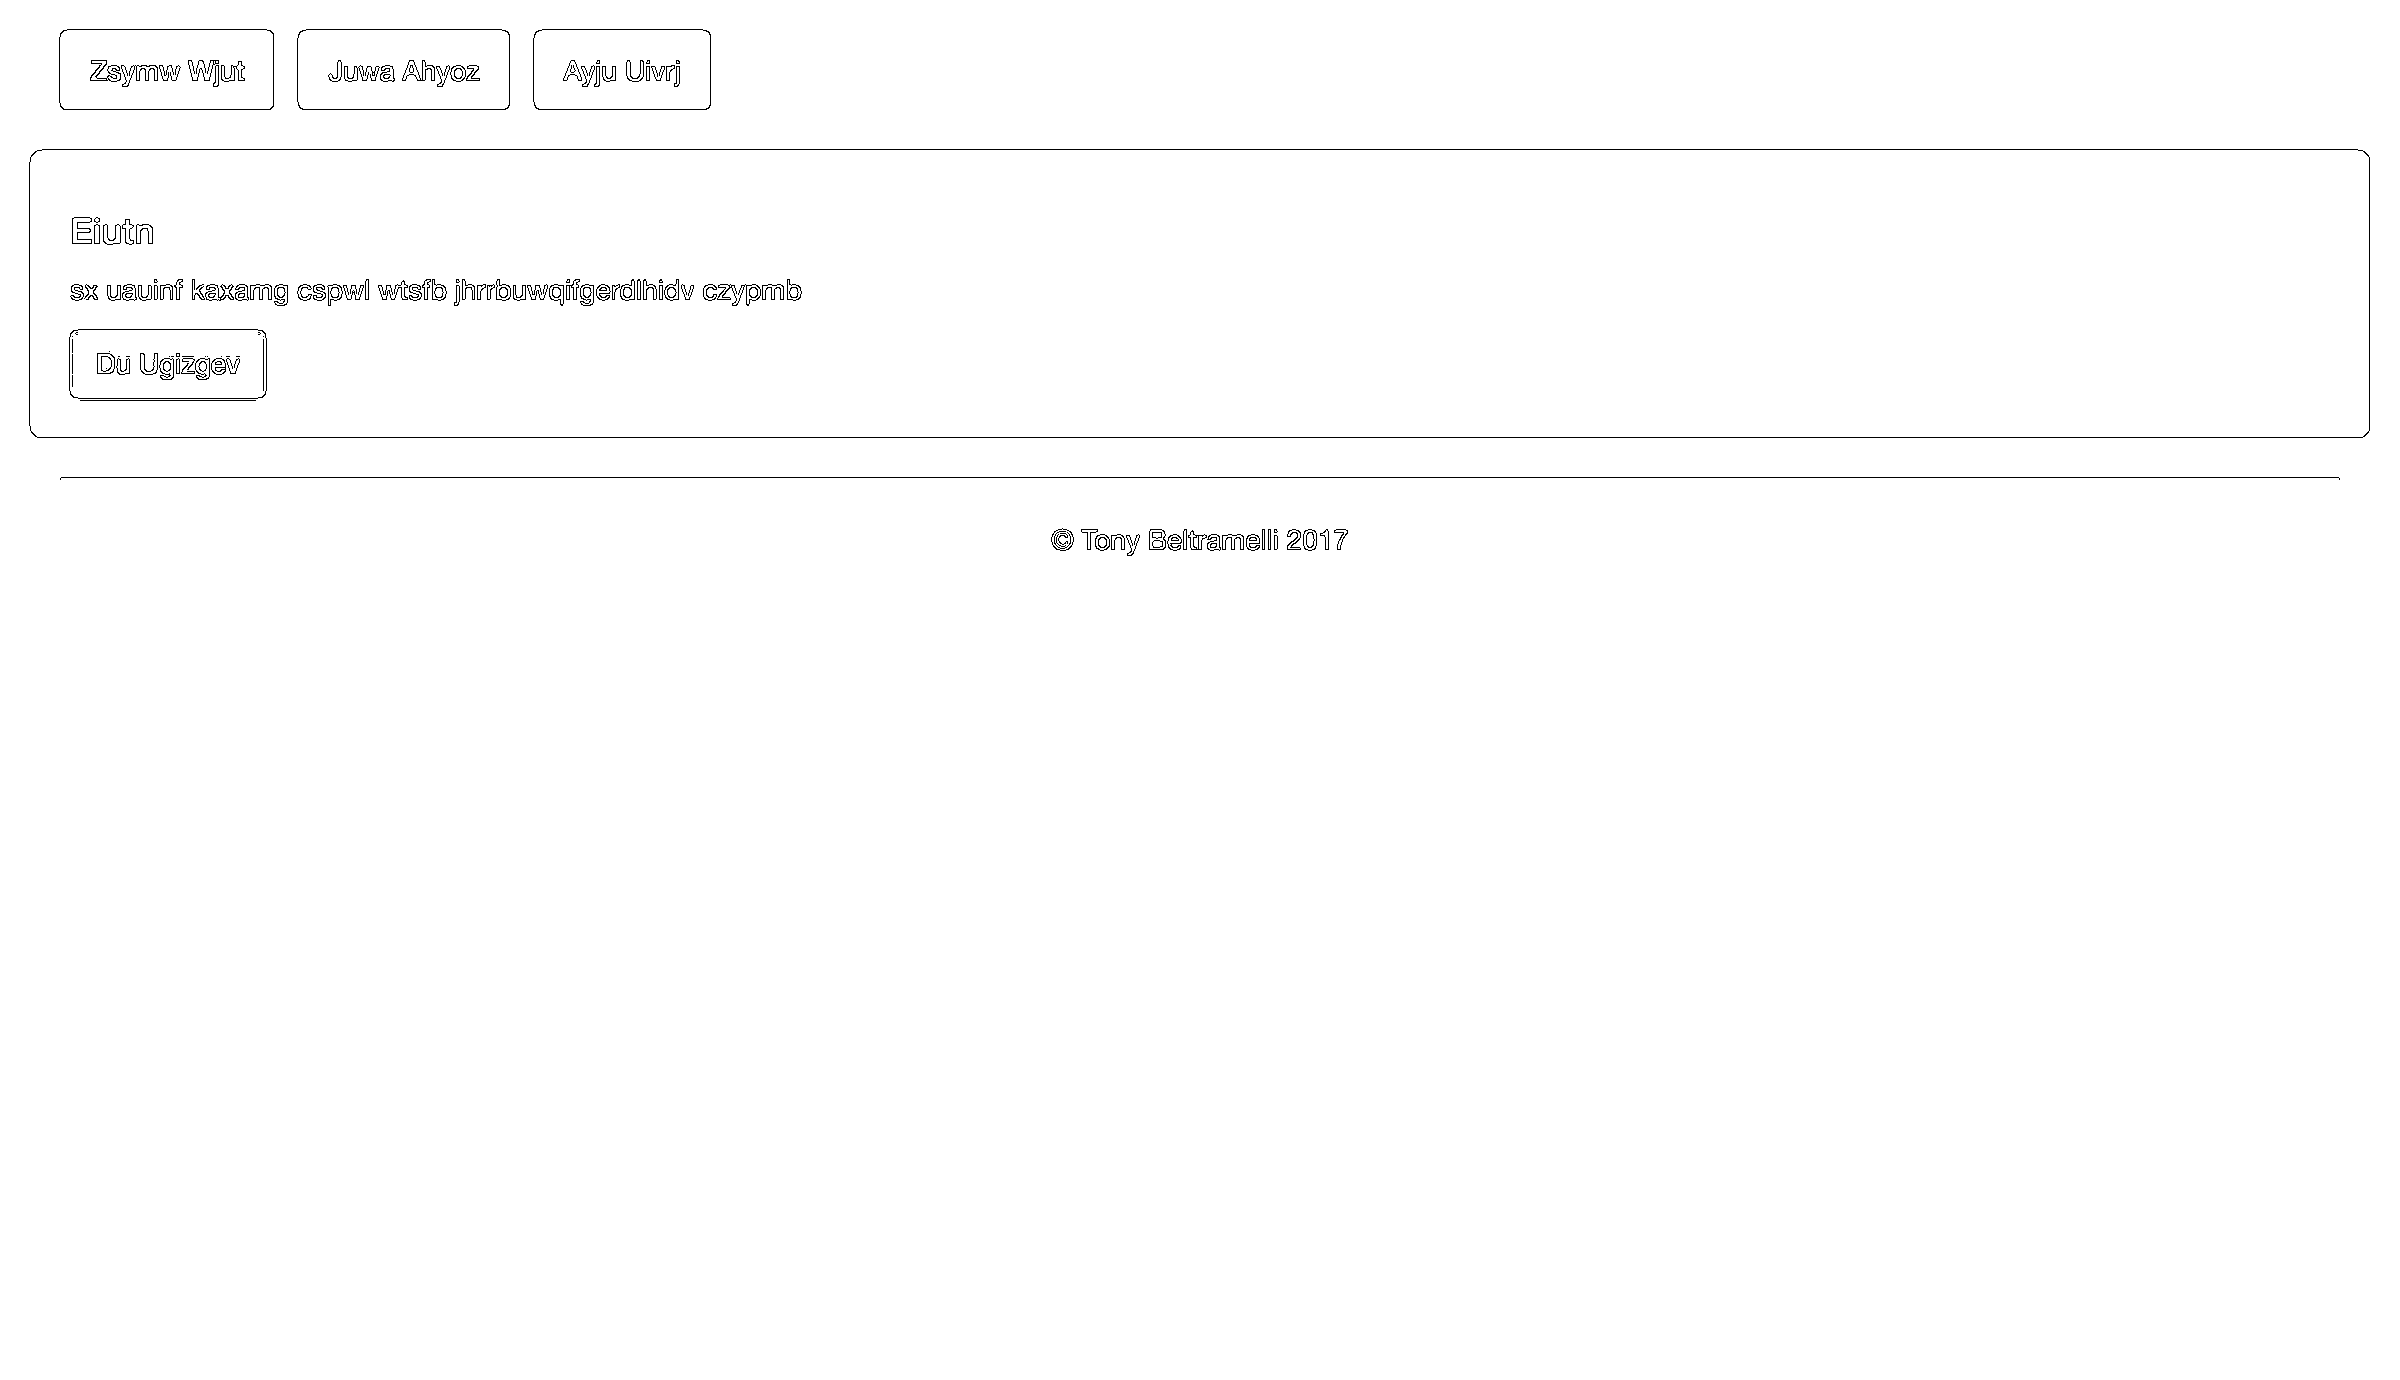 Zsymw Wjut Juwa Ahyoz Ayju Uivrj
Eiutn
sx uauinf kaxamg cspwl wtsfb jhrrbuwqifgerdlhidv czypmb
Du Ugizgev
© Tony Beltramelli 2017